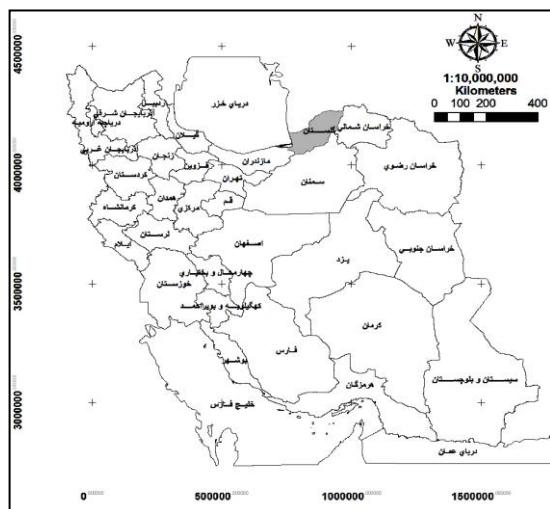 N
W E
S
1:10,000,000
Kilometers
0 100 200 400
4500000
4000000
3500000
3000000
0 500000 1000000 1500000
دریای خزر
اردبیل
آذربایجان شرقی
دریاچه ارومیه
آذربایجان غربی
گیلان
زنجان
کردستان
قزوین
مازندران
گلستان
خراسان شمالی
خراسان رضوی
تهران
سمنان
همدان
کرمانشاه
مرکزی
قم
لرستان
ایلام
اصفهان
یزد
خراسان جنوبی
چهارمحال و بختیاری
خوزستان
کهگیلویه و بویراحمد
کرمان
فارس
بوشهر
هرمزگان
سیستان و بلوچستان
خلیج فارس
دریای عمان